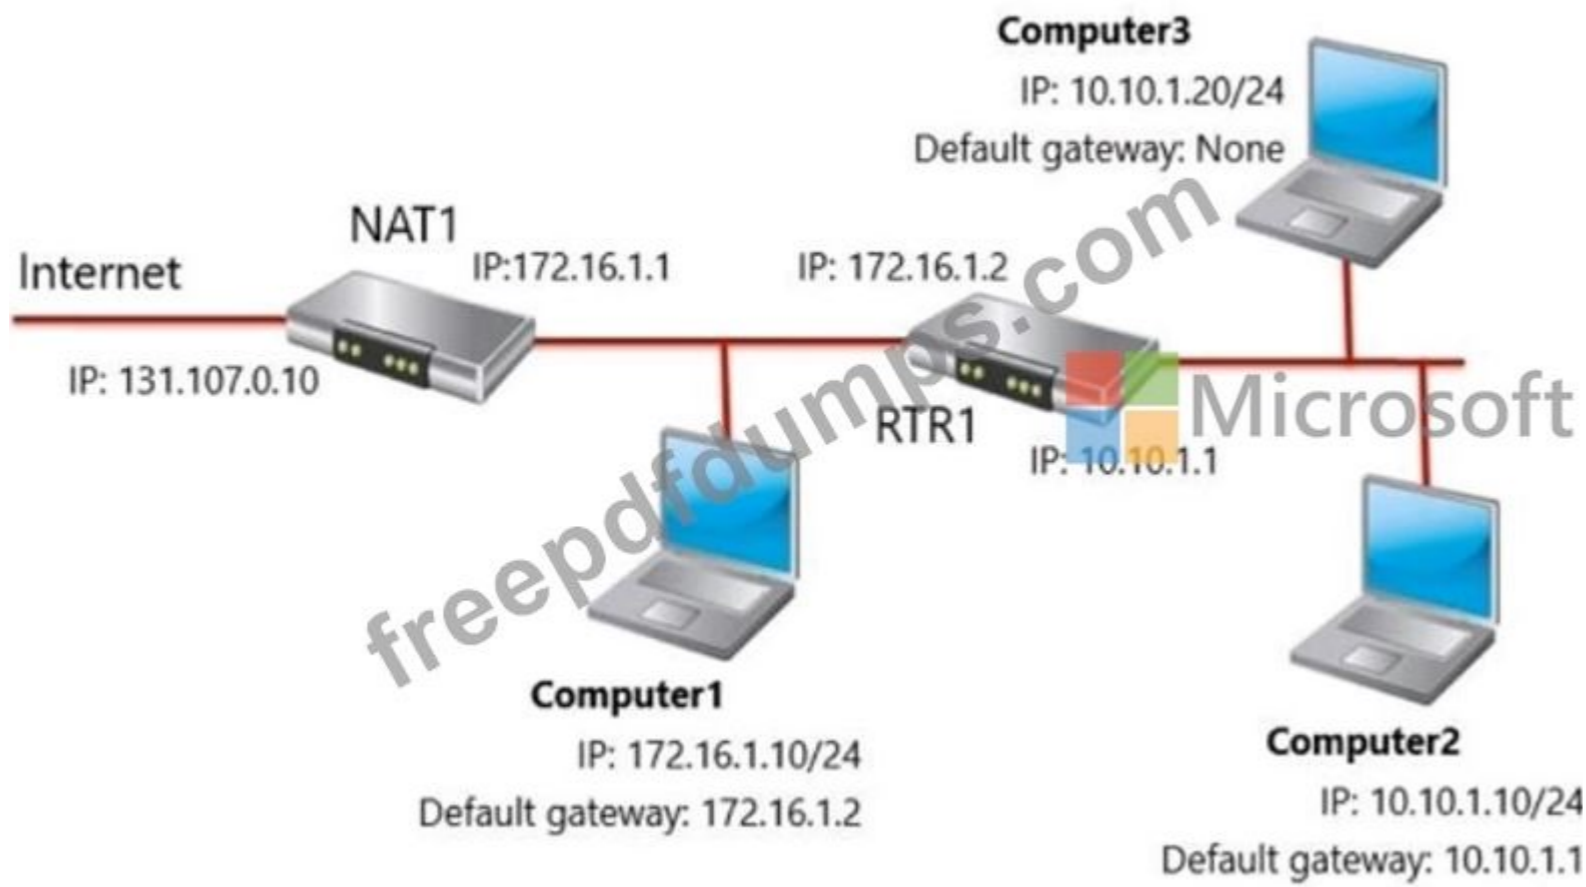 Computer3
IP: 10.10.1.20/24
Default gateway: None
NAT1
Internet
IP:172.16.1.1
IP: 172.16.1.2
IP: 131.107.0.10
RTR1
IP: 10.10.1.1
Microsoft
freepdfdumps.com
Computer1
IP: 172.16.1.10/24
Default gateway: 172.16.1.2
Computer2
IP: 10.10.1.10/24
Default gateway: 10.10.1.1